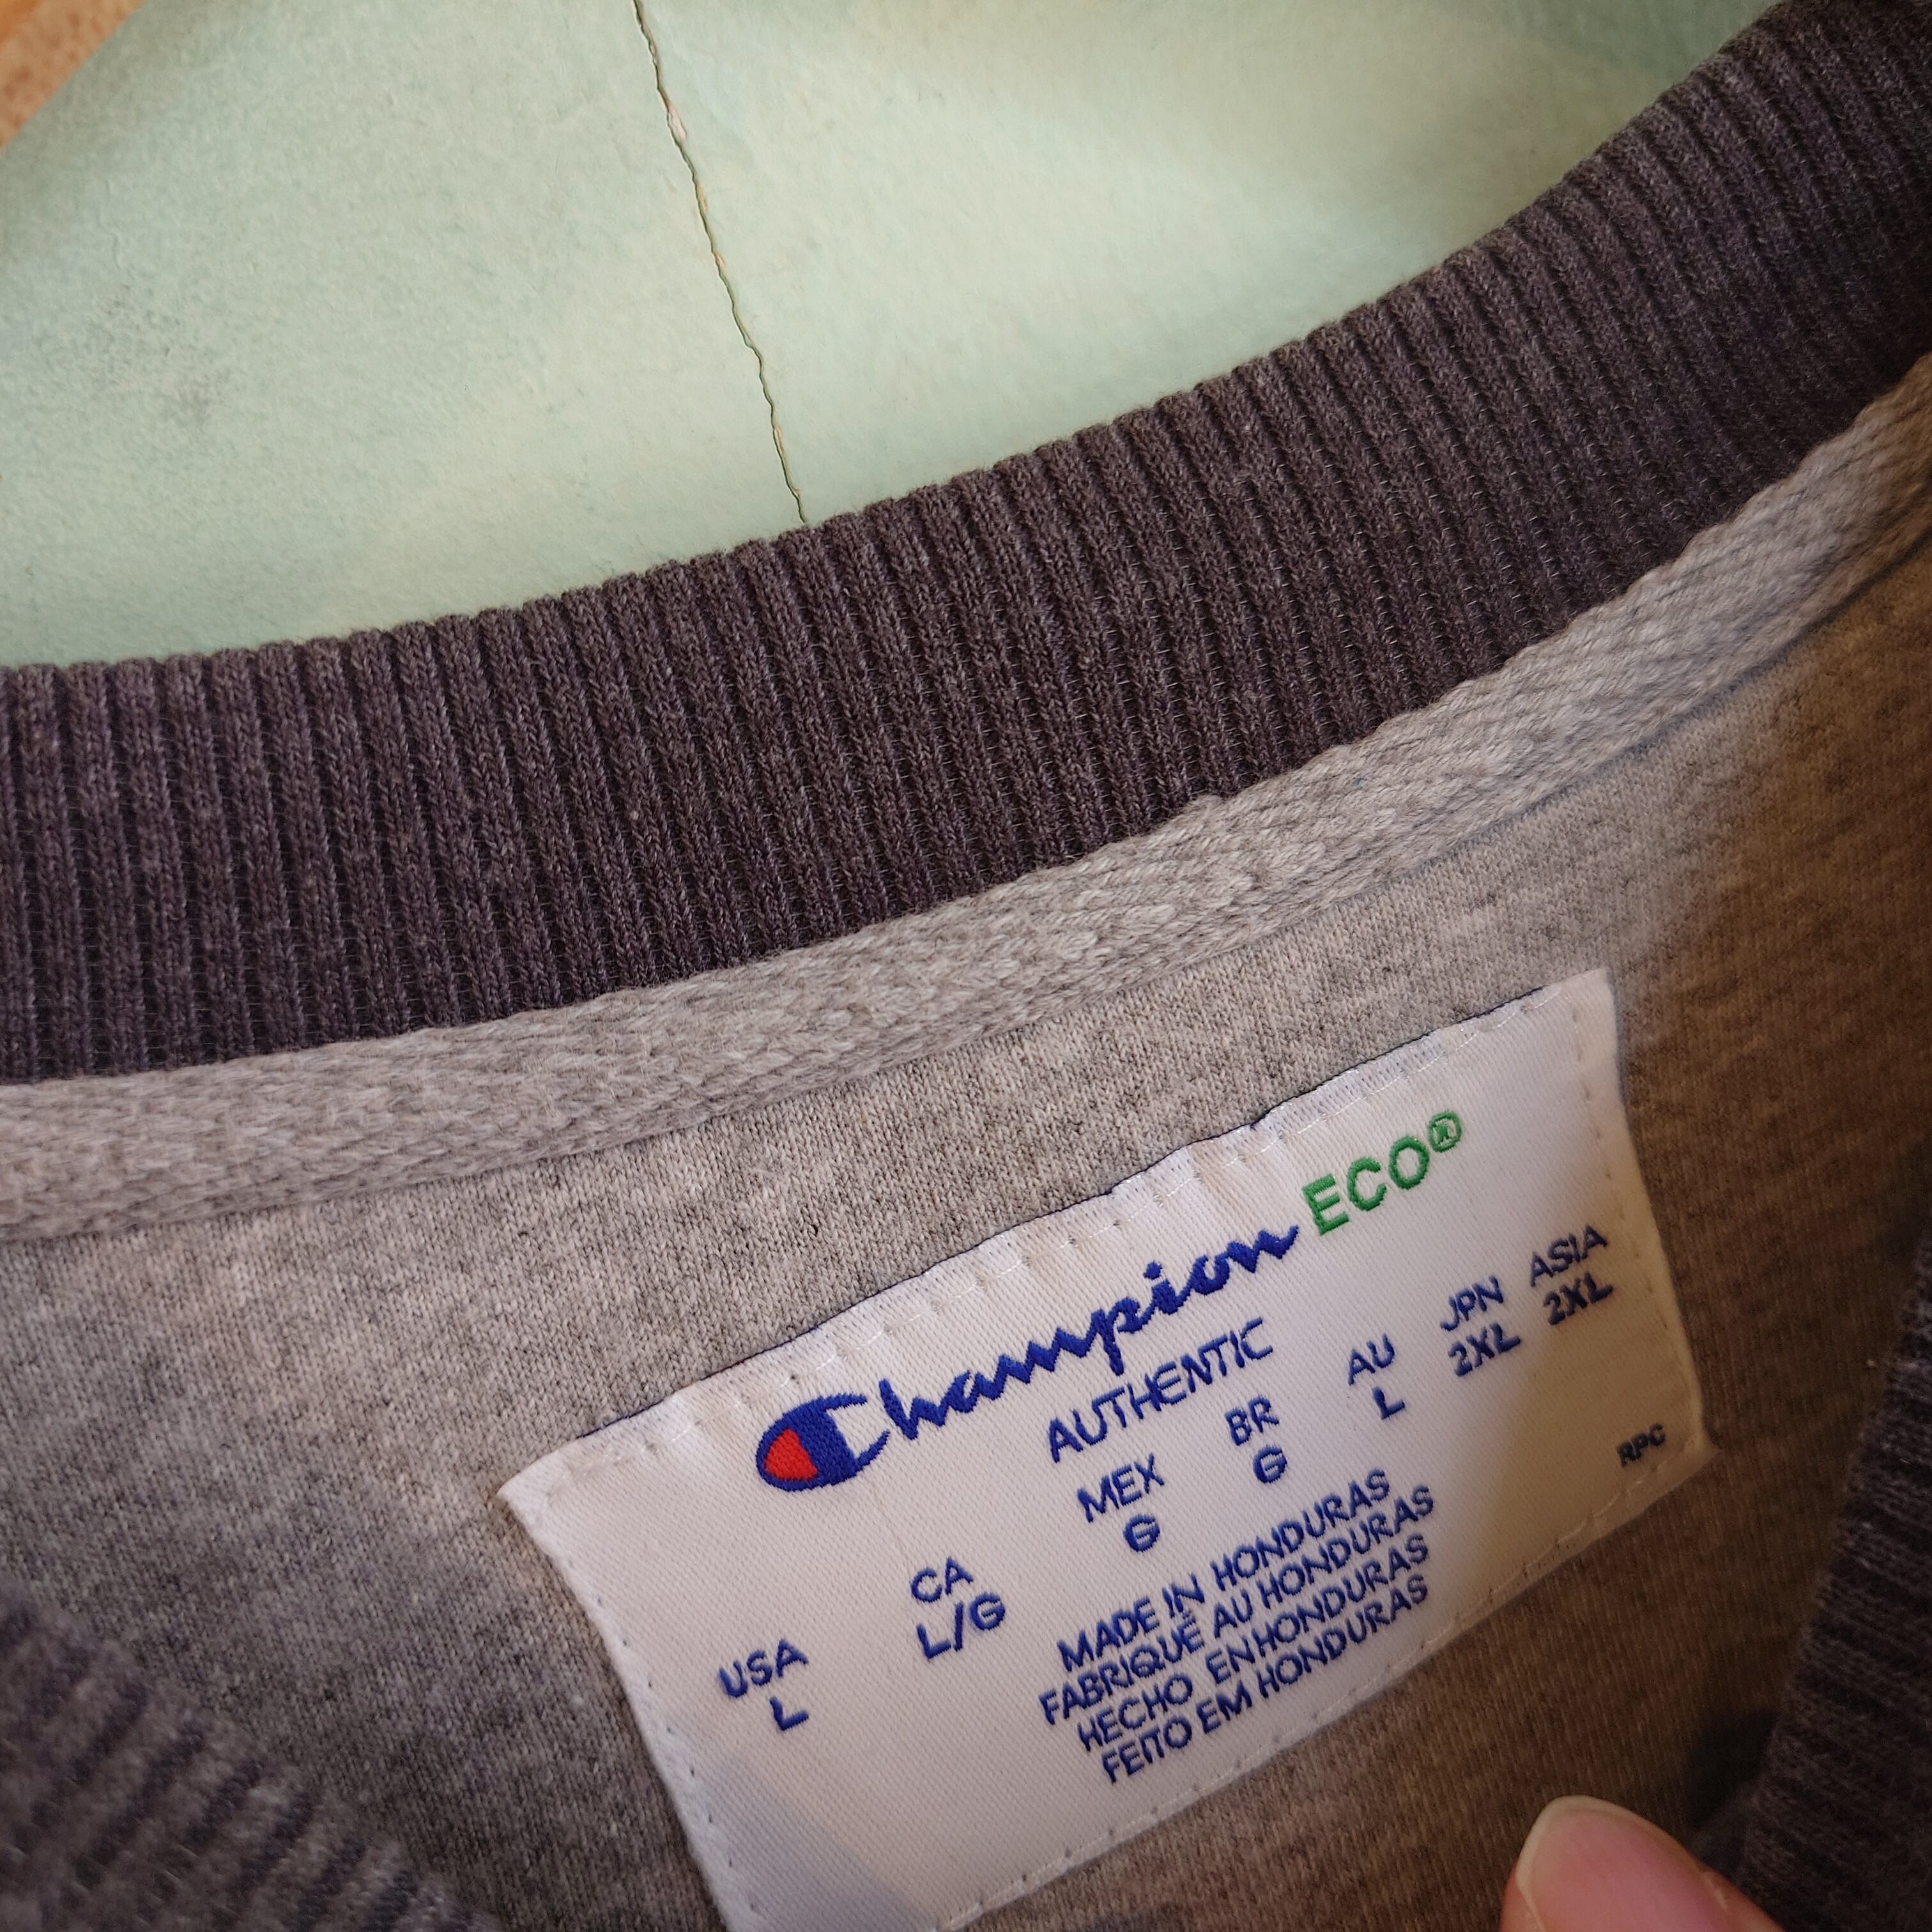 Champion ECO®
AUTHENTIC
USA CA MEX BR AU JPN ASIA
L L/G G G L 2XL 2XL
MADE IN HONDURAS
FABRIQUÉ AU HONDURAS
HECHO EN HONDURAS
FEITO EM HONDURAS
RPC